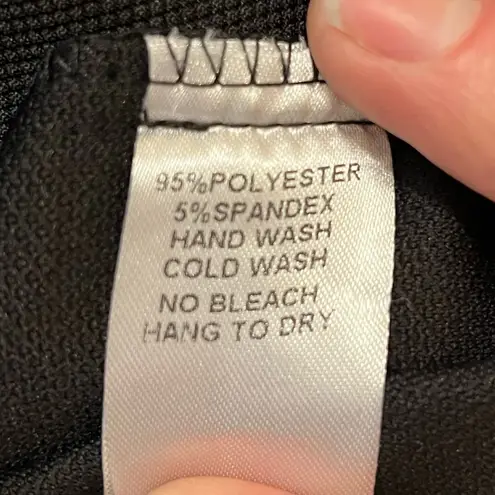 95%POLYESTER
5%SPANDEX
HAND WASH
COLD WASH
NO BLEACH
HANG TO DRY